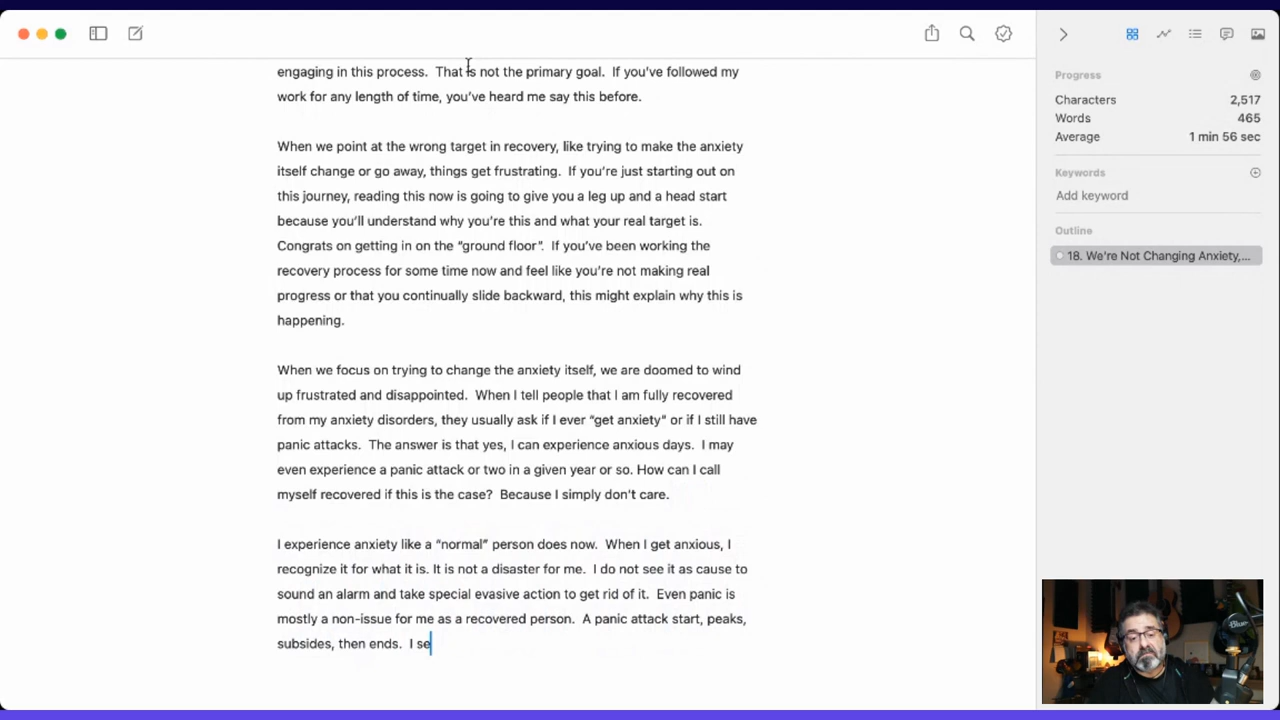 engaging in this process.  That is not the primary goal.  If you've followed my
work for any length of time, you've heard me say this before.
When we point at the wrong target in recovery, like trying to make the anxiety
itself change or go away, things get frustrating.  If you're just starting out on
this journey, reading this now is going to give you a leg up and a head start
because you'll understand why you're this and what your real target is.
Congrats on getting in on the “ground floor”.  If you've been working the
recovery process for some time now and feel like you're not making real
progress or that you continually slide backward, this might explain why this is
happening.
When we focus on trying to change the anxiety itself, we are doomed to wind
up frustrated and disappointed.  When I tell people that I am fully recovered
from my anxiety disorders, they usually ask if I ever “get anxiety” or if I still have
panic attacks.  The answer is that yes, I can experience anxious days.  I may
even experience a panic attack or two in a given year or so. How can I call
myself recovered if this is the case?  Because I simply don't care.
I experience anxiety like a “normal” person does now.  When I get anxious, I
recognize it for what it is. It is not a disaster for me.  I do not see it as cause to
sound an alarm and take special evasive action to get rid of it.  Even panic is
mostly a non-issue for me as a recovered person.  A panic attack start, peaks,
subsides, then ends.  I se
Progress
Characters 2,517
Words 465
Average 1 min 56 sec
Keywords
Add keyword
Outline
18. We're Not Changing Anxiety,...
Blue